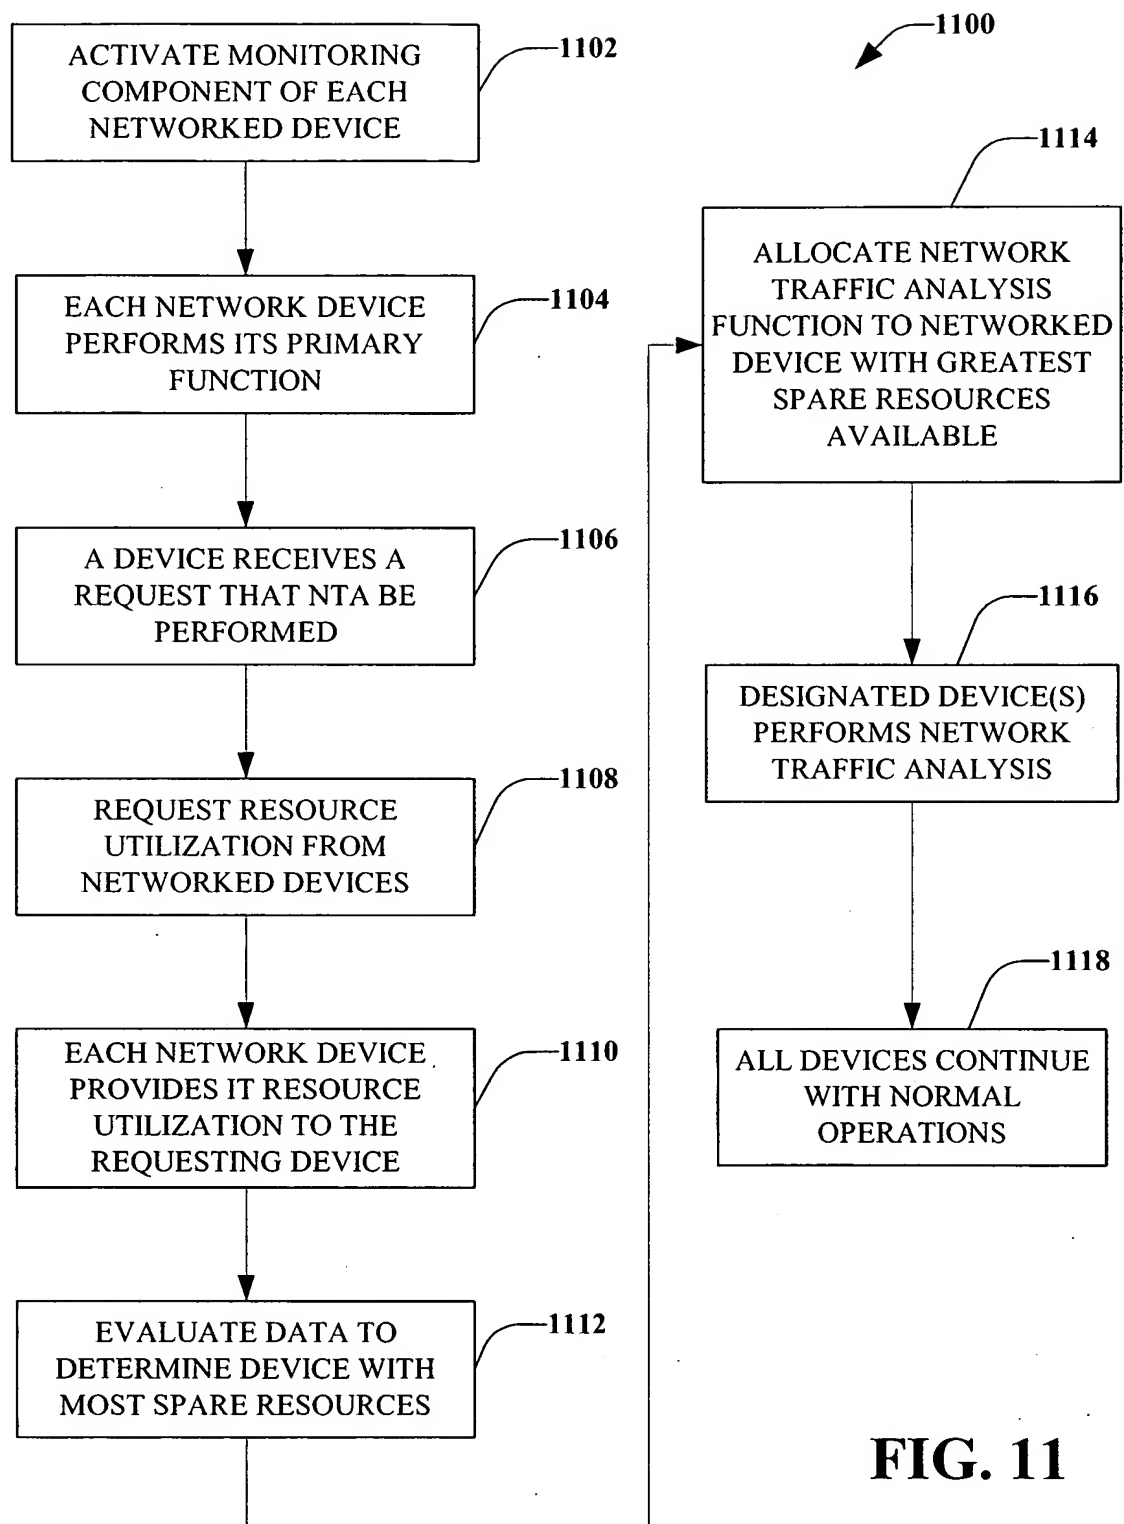 ACTIVATE MONITORING
COMPONENT OF EACH
NETWORKED DEVICE
1102
EACH NETWORK DEVICE
PERFORMS ITS PRIMARY
FUNCTION
1104
A DEVICE RECEIVES A
REQUEST THAT NTA BE
PERFORMED
1106
REQUEST RESOURCE
UTILIZATION FROM
NETWORKED DEVICES
1108
EACH NETWORK DEVICE
PROVIDES IT RESOURCE
UTILIZATION TO THE
REQUESTING DEVICE
1110
EVALUATE DATA TO
DETERMINE DEVICE WITH
MOST SPARE RESOURCES
1112
1100
1114
ALLOCATE NETWORK
TRAFFIC ANALYSIS
FUNCTION TO NETWORKED
DEVICE WITH GREATEST
SPARE RESOURCES
AVAILABLE
1116
DESIGNATED DEVICE(S)
PERFORMS NETWORK
TRAFFIC ANALYSIS
1118
ALL DEVICES CONTINUE
WITH NORMAL
OPERATIONS
FIG. 11